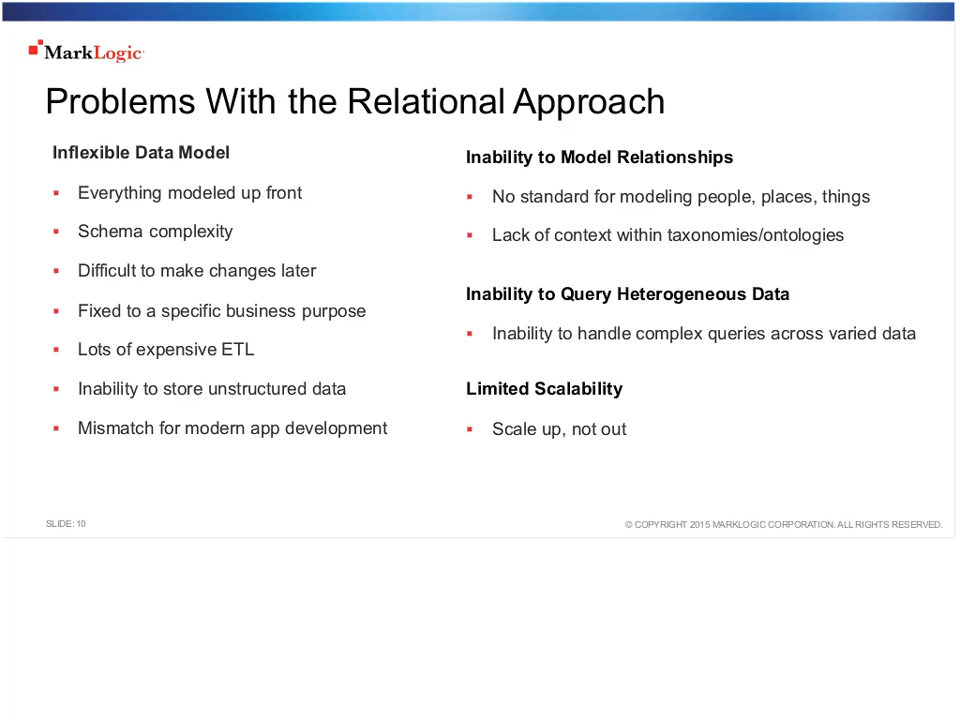 MarkLogic
Problems With the Relational Approach
Inflexible Data Model
▪ Everything modeled up front
▪ Schema complexity
▪ Difficult to make changes later
▪ Fixed to a specific business purpose
▪ Lots of expensive ETL
▪ Inability to store unstructured data
▪ Mismatch for modern app development
Inability to Model Relationships
▪ No standard for modeling people, places, things
▪ Lack of context within taxonomies/ontologies
Inability to Query Heterogeneous Data
▪ Inability to handle complex queries across varied data
Limited Scalability
▪ Scale up, not out
SLIDE: 10
© COPYRIGHT 2015 MARKLOGIC CORPORATION. ALL RIGHTS RESERVED.